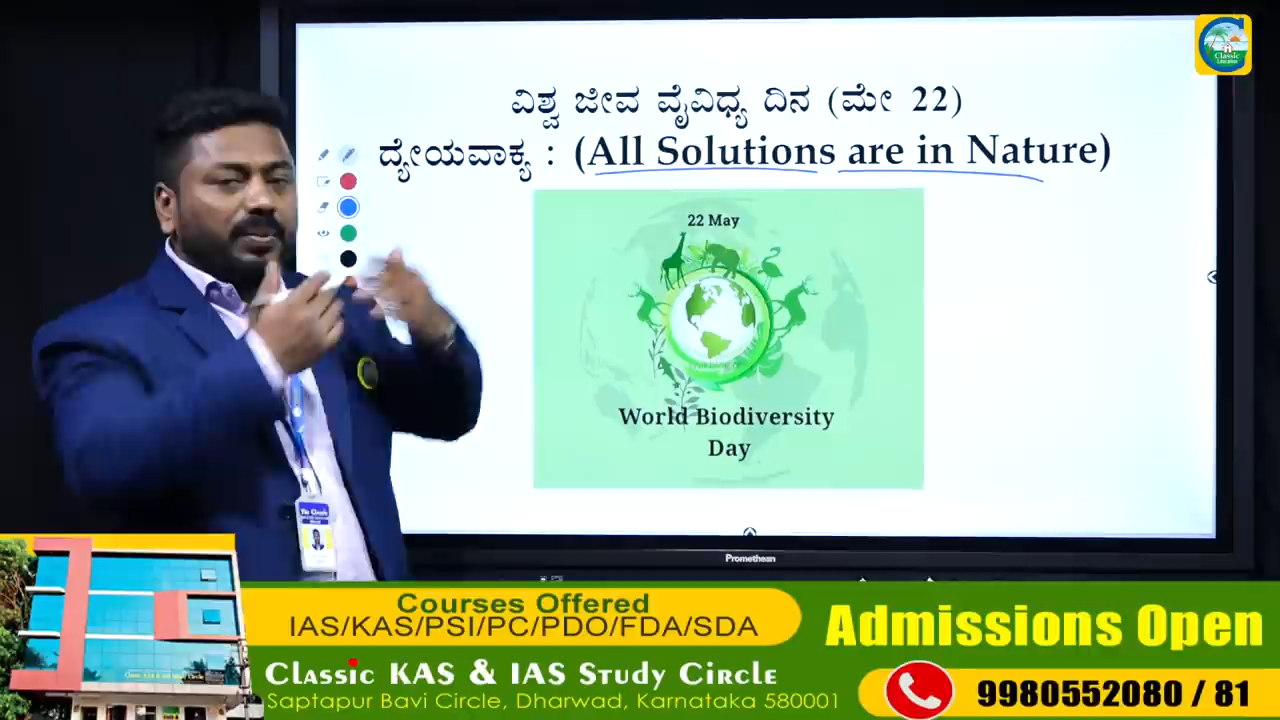 ವಿಶ್ವ ಜೀವ ವೈವಿಧ್ಯ ದಿನ (ಮೇ 22)
ದ್ಯೇಯವಾಕ್ಯ : (All Solutions are in Nature)
22 May
World Biodiversity
Day
Classic
Promethean
Courses Offered
IAS/KAS/PSI/PC/PDO/FDA/SDA
Admissions Open
Classic KAS & IAS Study Circle
Saptapur Bavi Circle, Dharwad, Karnataka 580001
9980552080 / 81